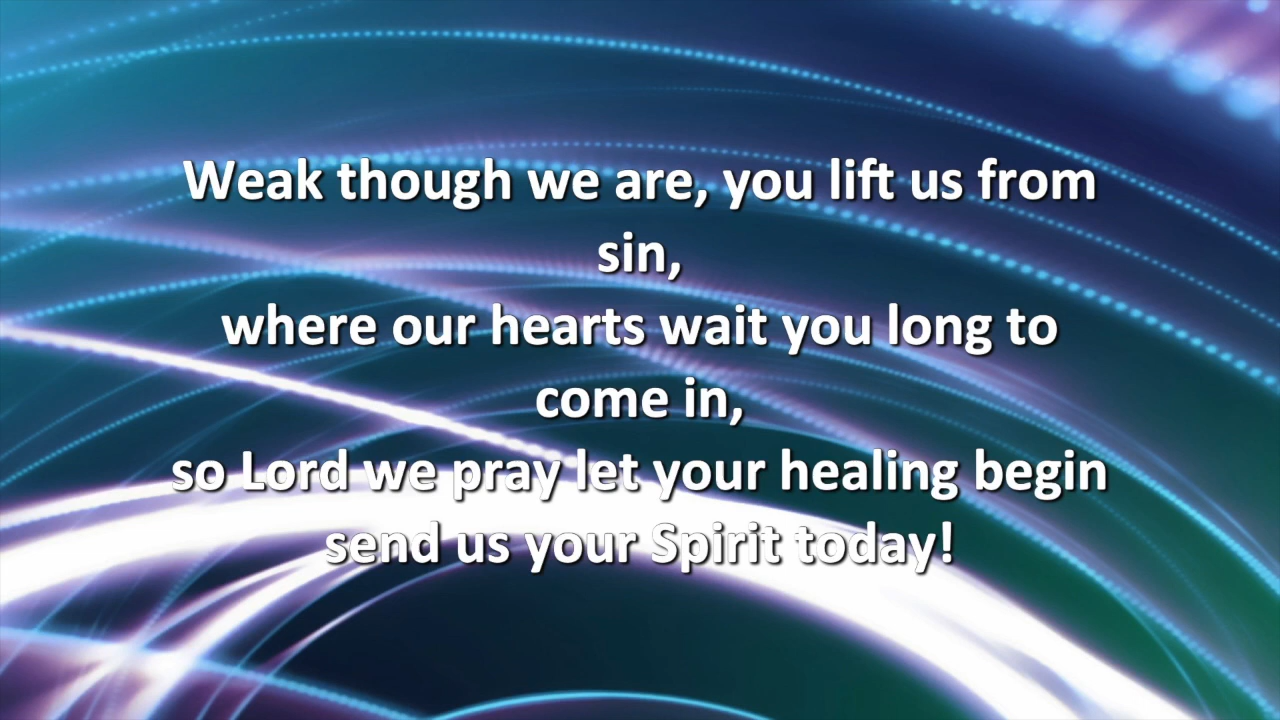 Weak though we are, you lift us from
sin,
where our hearts wait you long to
come in,
so Lord we pray let your healing begin
send us your Spirit today!